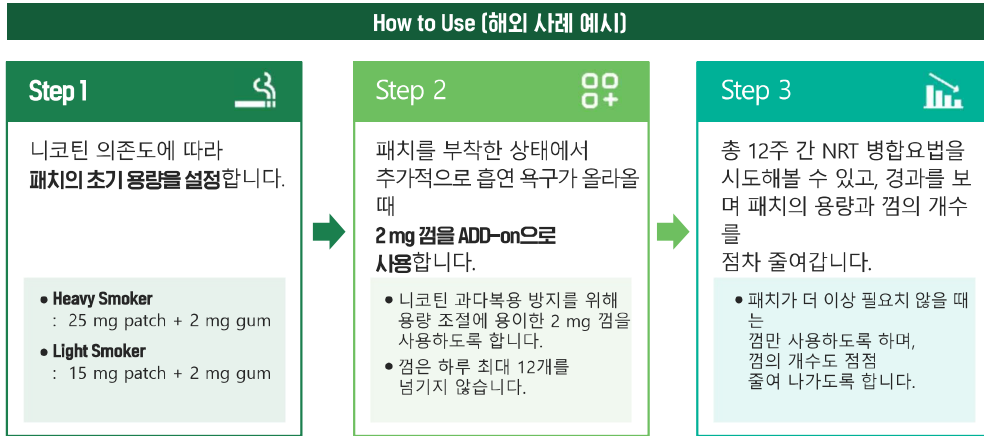 How to Use (해외 사례 예시)
Step 1
니코틴 의존도에 따라
패치의 초기 용량을 설정합니다.
• Heavy Smoker
: 25 mg patch + 2 mg gum
• Light Smoker
: 15 mg patch + 2 mg gum
Step 2
패치를 부착한 상태에서
추가적으로 흡연 욕구가 올라올
때
2 mg 껌을 ADD-on으로
사용합니다.
• 니코틴 과다복용 방지를 위해
용량 조절에 용이한 2 mg 껌을
사용하도록 합니다.
• 껌은 하루 최대 12개를
넘기지 않습니다.
Step 3
총 12주 간 NRT 병합요법을
시도해볼 수 있고, 경과를 보
며 패치의 용량과 껌의 개수
를
점차 줄여갑니다.
• 패치가 더 이상 필요치 않을 때
는
껌만 사용하도록 하며,
껌의 개수도 점점
줄여 나가도록 합니다.